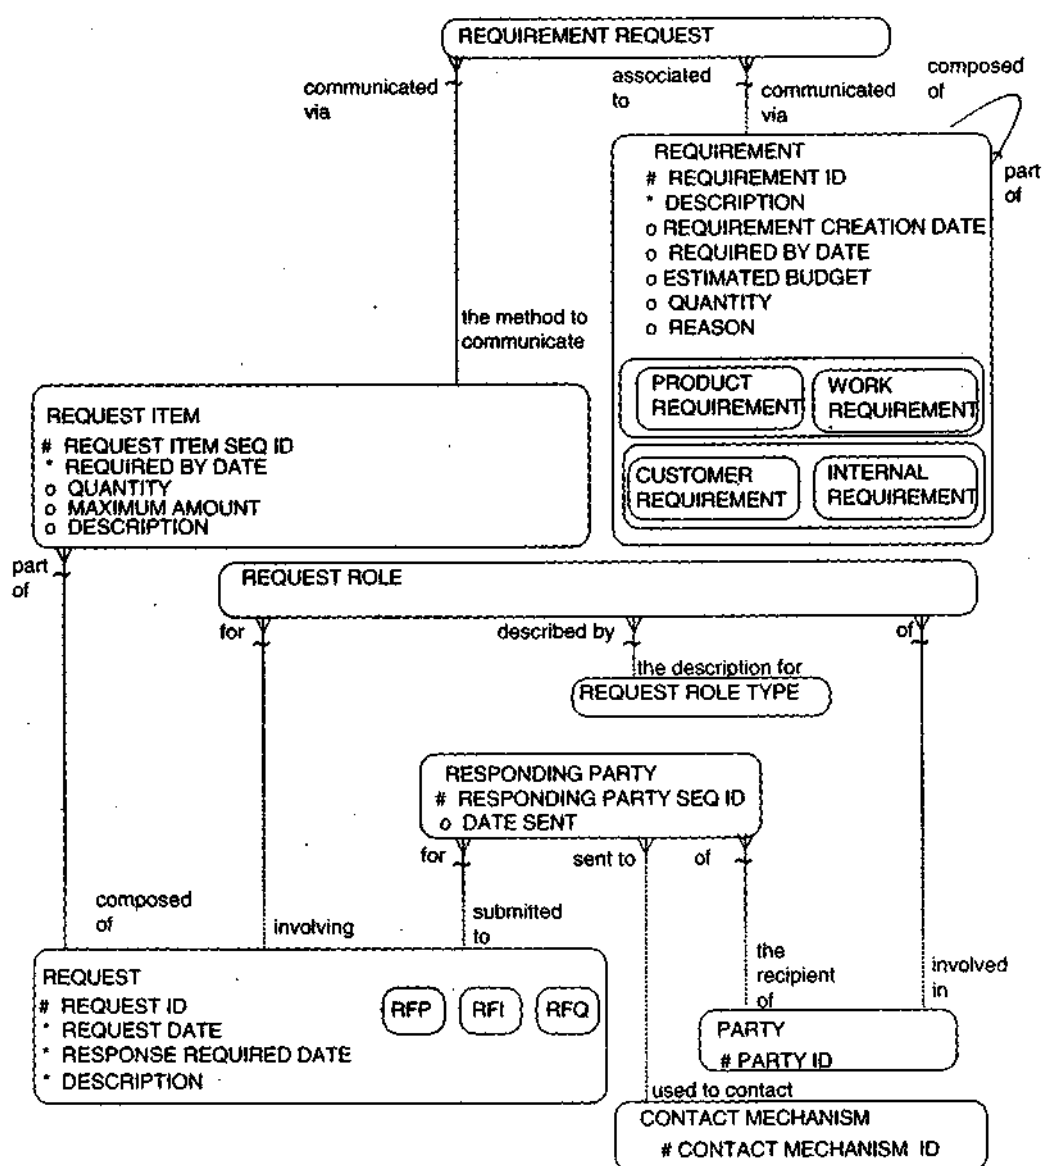 REQUIREMENT REQUEST
communicated
via
associated
to
communicated
via
composed
of
part
of
REQUIREMENT
# REQUIREMENT ID
* DESCRIPTION
o REQUIREMENT CREATION DATE
o REQUIRED BY DATE
o ESTIMATED BUDGET
o QUANTITY
o REASON
PRODUCT
REQUIREMENT
WORK
REQUIREMENT
CUSTOMER
REQUIREMENT
INTERNAL
REQUIREMENT
the method to
communicate
REQUEST ITEM
# REQUEST ITEM SEQ ID
* REQUIRED BY DATE
o QUANTITY
o MAXIMUM AMOUNT
o DESCRIPTION
part
of
REQUEST ROLE
for
described by
of
the description for
REQUEST ROLE TYPE
RESPONDING PARTY
# RESPONDING PARTY SEQ ID
o DATE SENT
for
sent to
of
composed
of
involving
submitted
to
the
recipient
of
involved
in
REQUEST
# REQUEST ID
* REQUEST DATE
* RESPONSE REQUIRED DATE
* DESCRIPTION
RFP
RFI
RFQ
PARTY
# PARTY ID
used to contact
CONTACT MECHANISM
# CONTACT MECHANISM ID